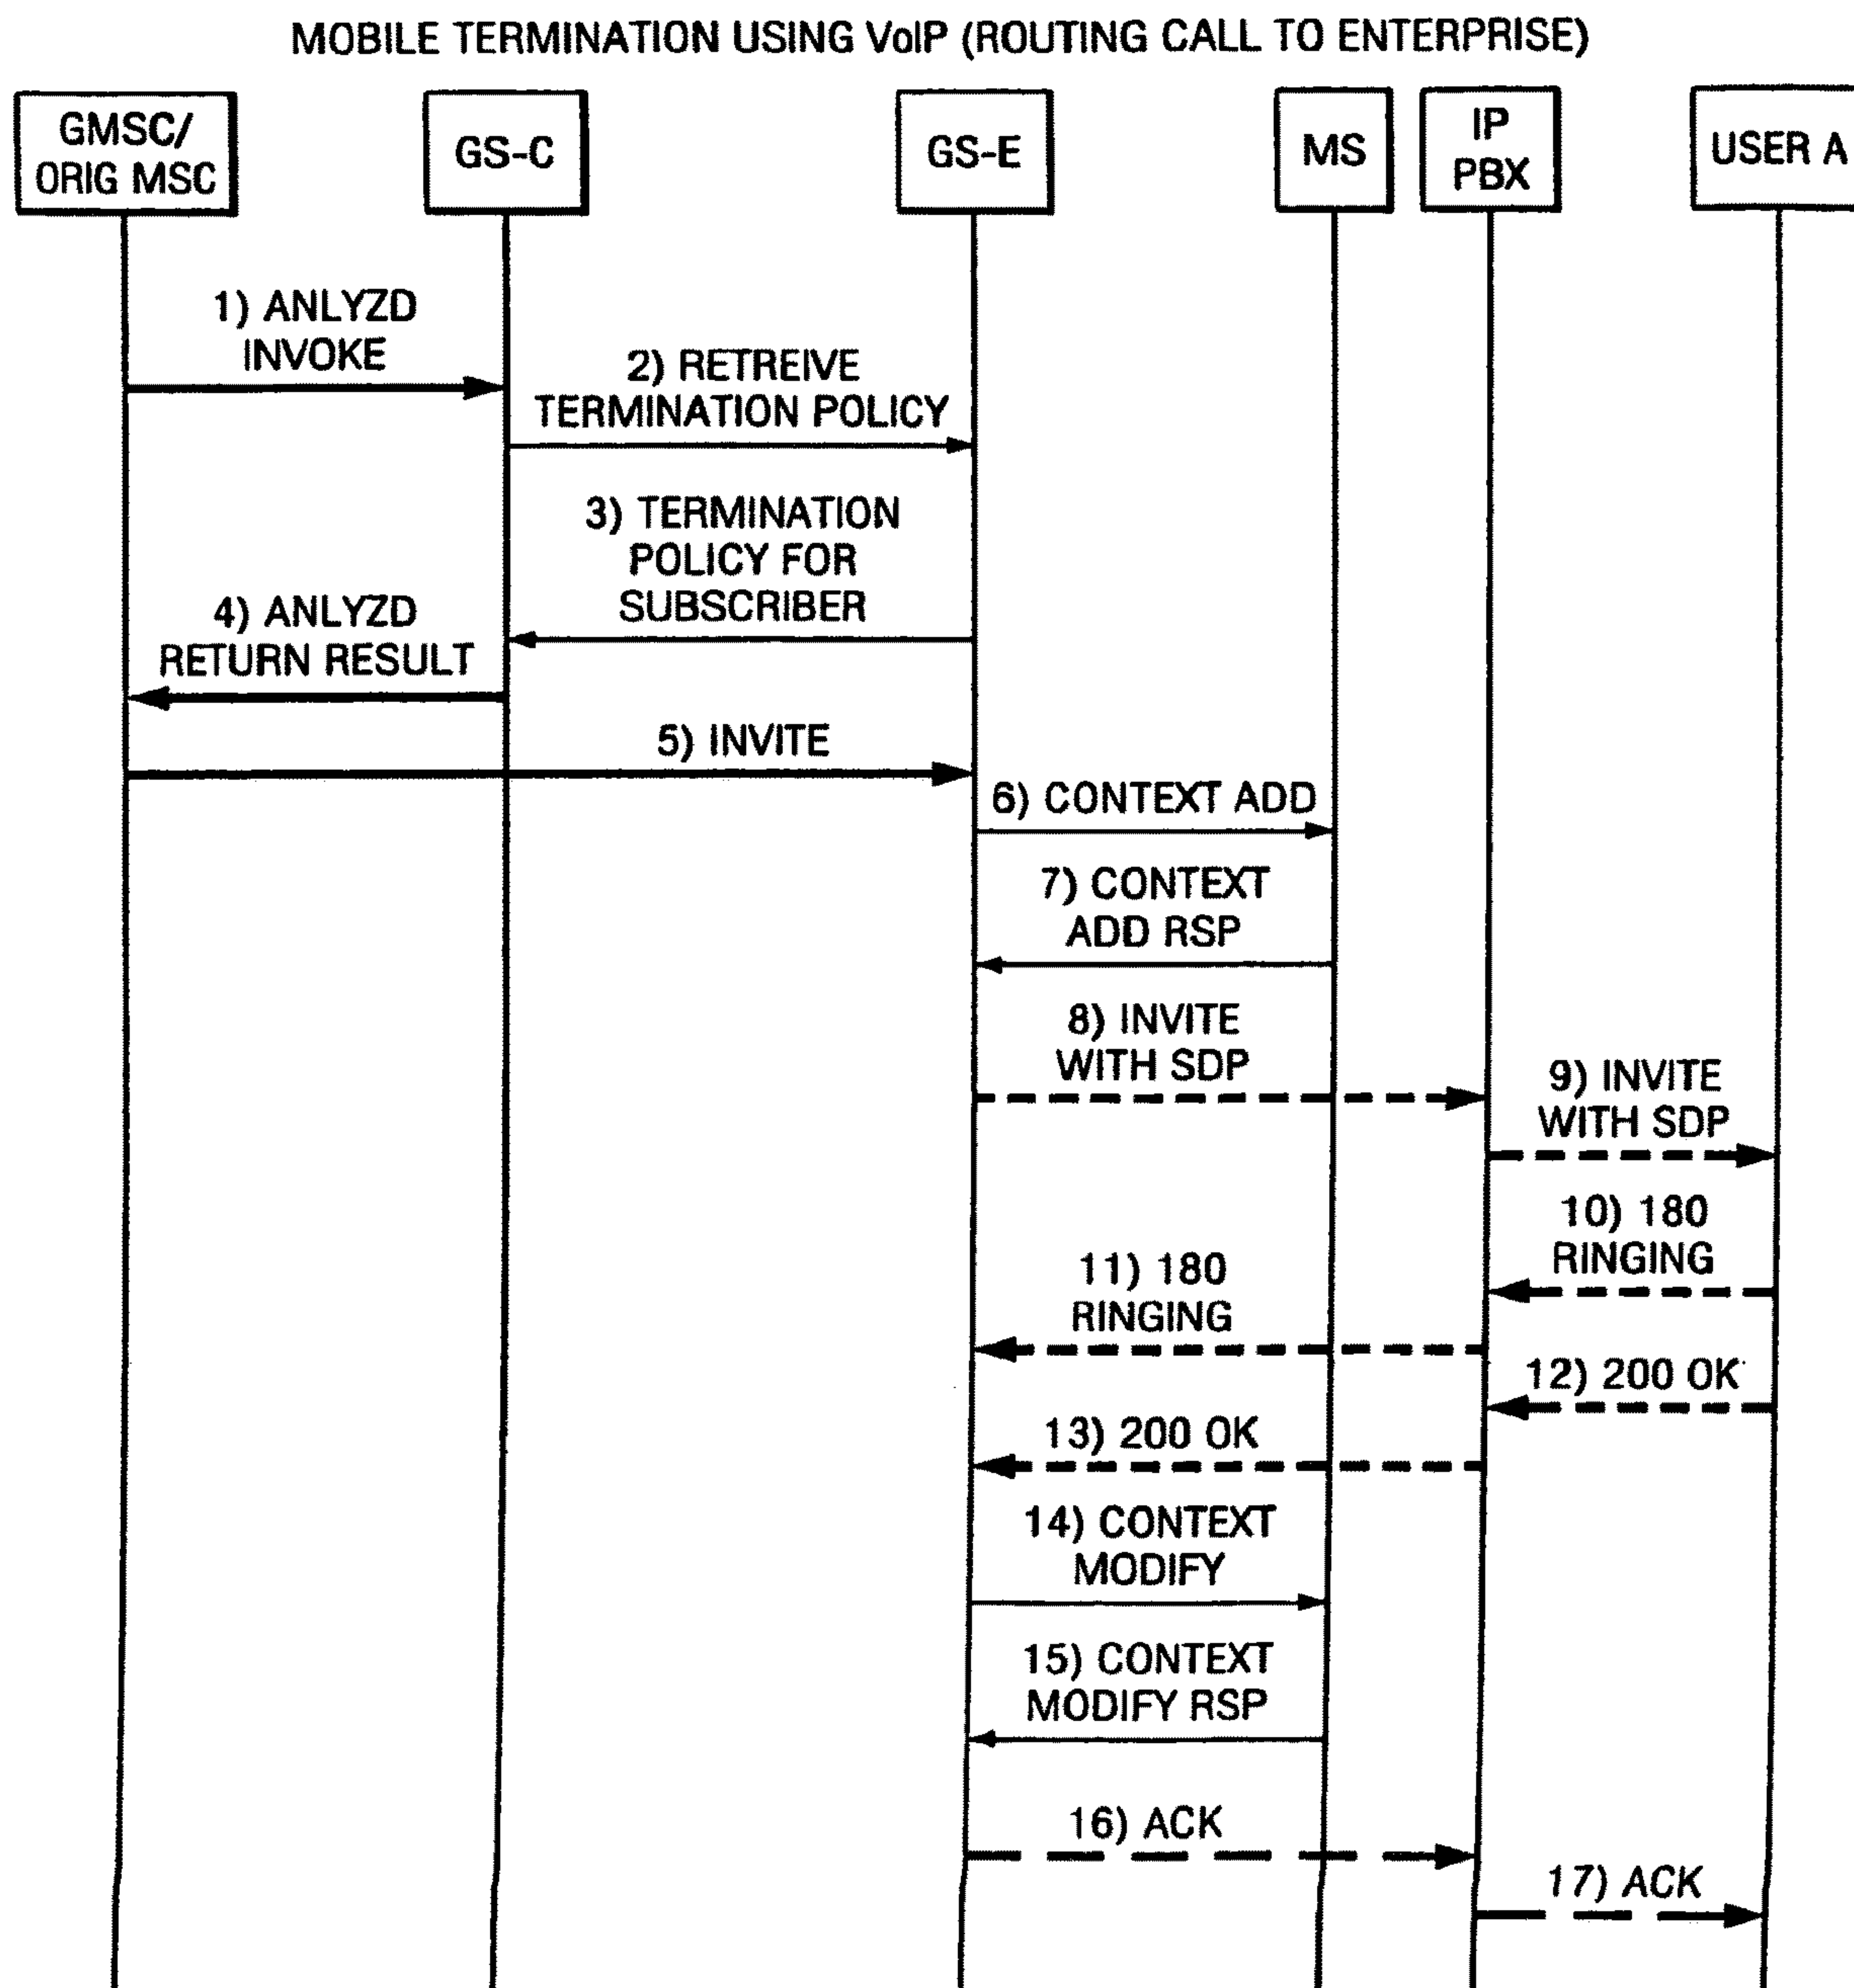 MOBILE TERMINATION USING VoIP (ROUTING CALL TO ENTERPRISE)
GMSC/
ORIG MSC
GS-C
GS-E
MS
IP
PBX
USER A
1) ANLYZD
INVOKE
2) RETREIVE
TERMINATION POLICY
3) TERMINATION
POLICY FOR
SUBSCRIBER
4) ANLYZD
RETURN RESULT
5) INVITE
6) CONTEXT ADD
7) CONTEXT
ADD RSP
8) INVITE
WITH SDP
9) INVITE
WITH SDP
10) 180
RINGING
11) 180
RINGING
12) 200 OK
13) 200 OK
14) CONTEXT
MODIFY
15) CONTEXT
MODIFY RSP
16) ACK
17) ACK